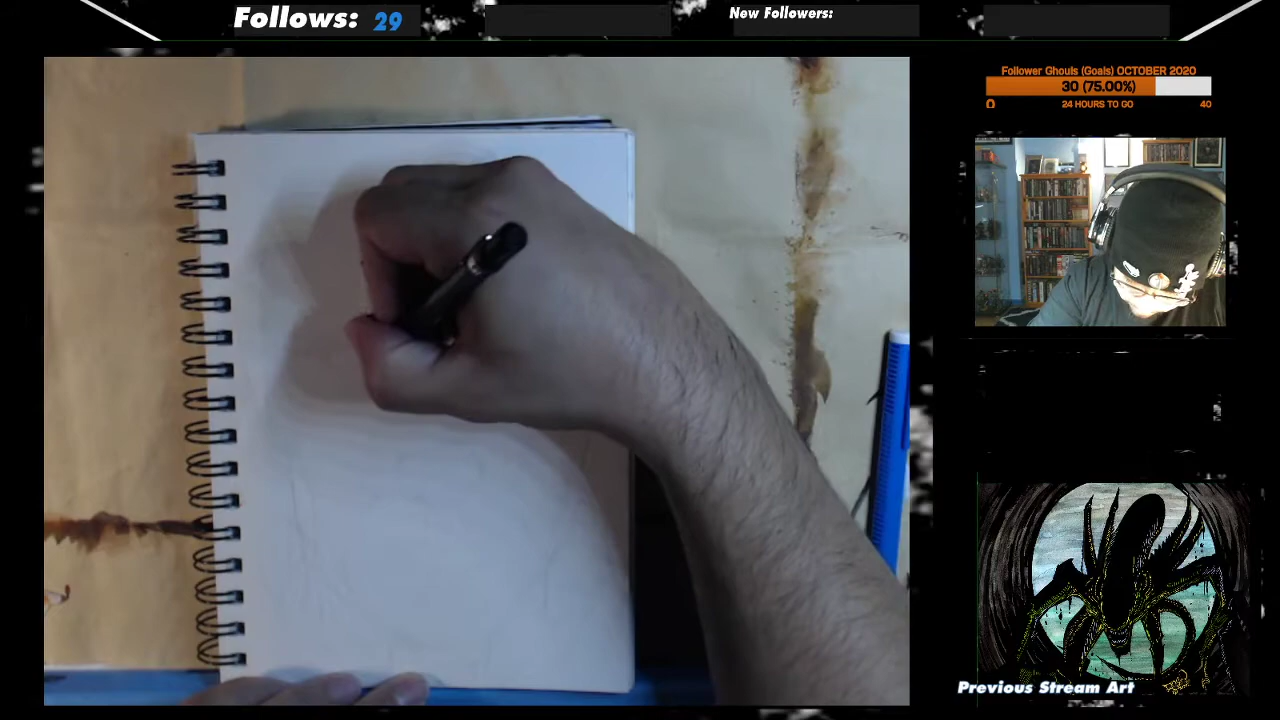 Follows: 29
New Followers:
Follower Ghouls (Goals) OCTOBER 2020
30 (75.00%)
0 24 HOURS TO GO 40
Previous Stream Art